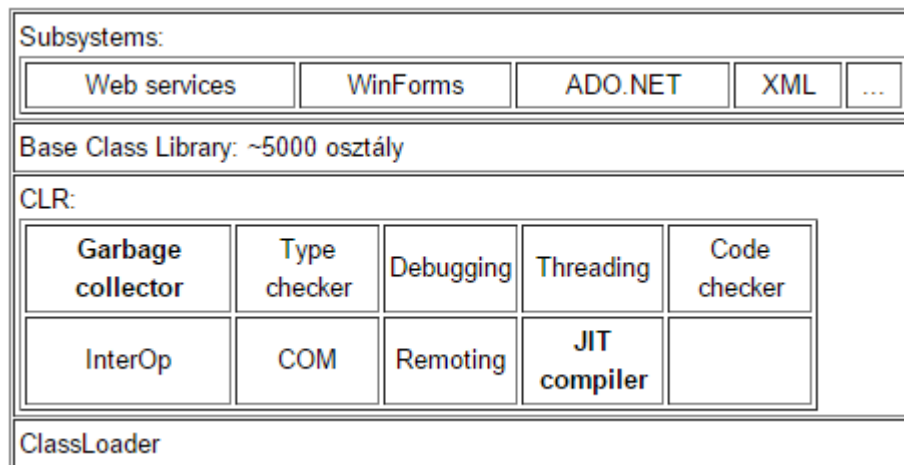 Subsystems:
Web services WinForms ADO.NET XML ...
Base Class Library: ~5000 osztály
CLR:
Garbage collector
Type checker
Debugging
Threading
Code checker
InterOp
COM
Remoting
JIT compiler
ClassLoader